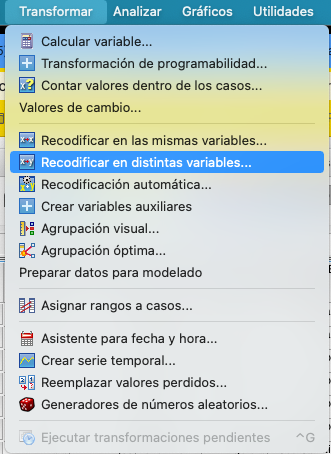 Transformar Analizar Gráficos Utilidades
Calcular variable...
Transformación de programabilidad...
Contar valores dentro de los casos...
Valores de cambio...
Recodificar en las mismas variables...
Recodificar en distintas variables...
Recodificación automática...
Crear variables auxiliares
Agrupación visual...
Agrupación óptima...
Preparar datos para modelado
Asignar rangos a casos...
Asistente para fecha y hora...
Crear serie temporal...
Reemplazar valores perdidos...
Generadores de números aleatorios...
Ejecutar transformaciones pendientes ^G